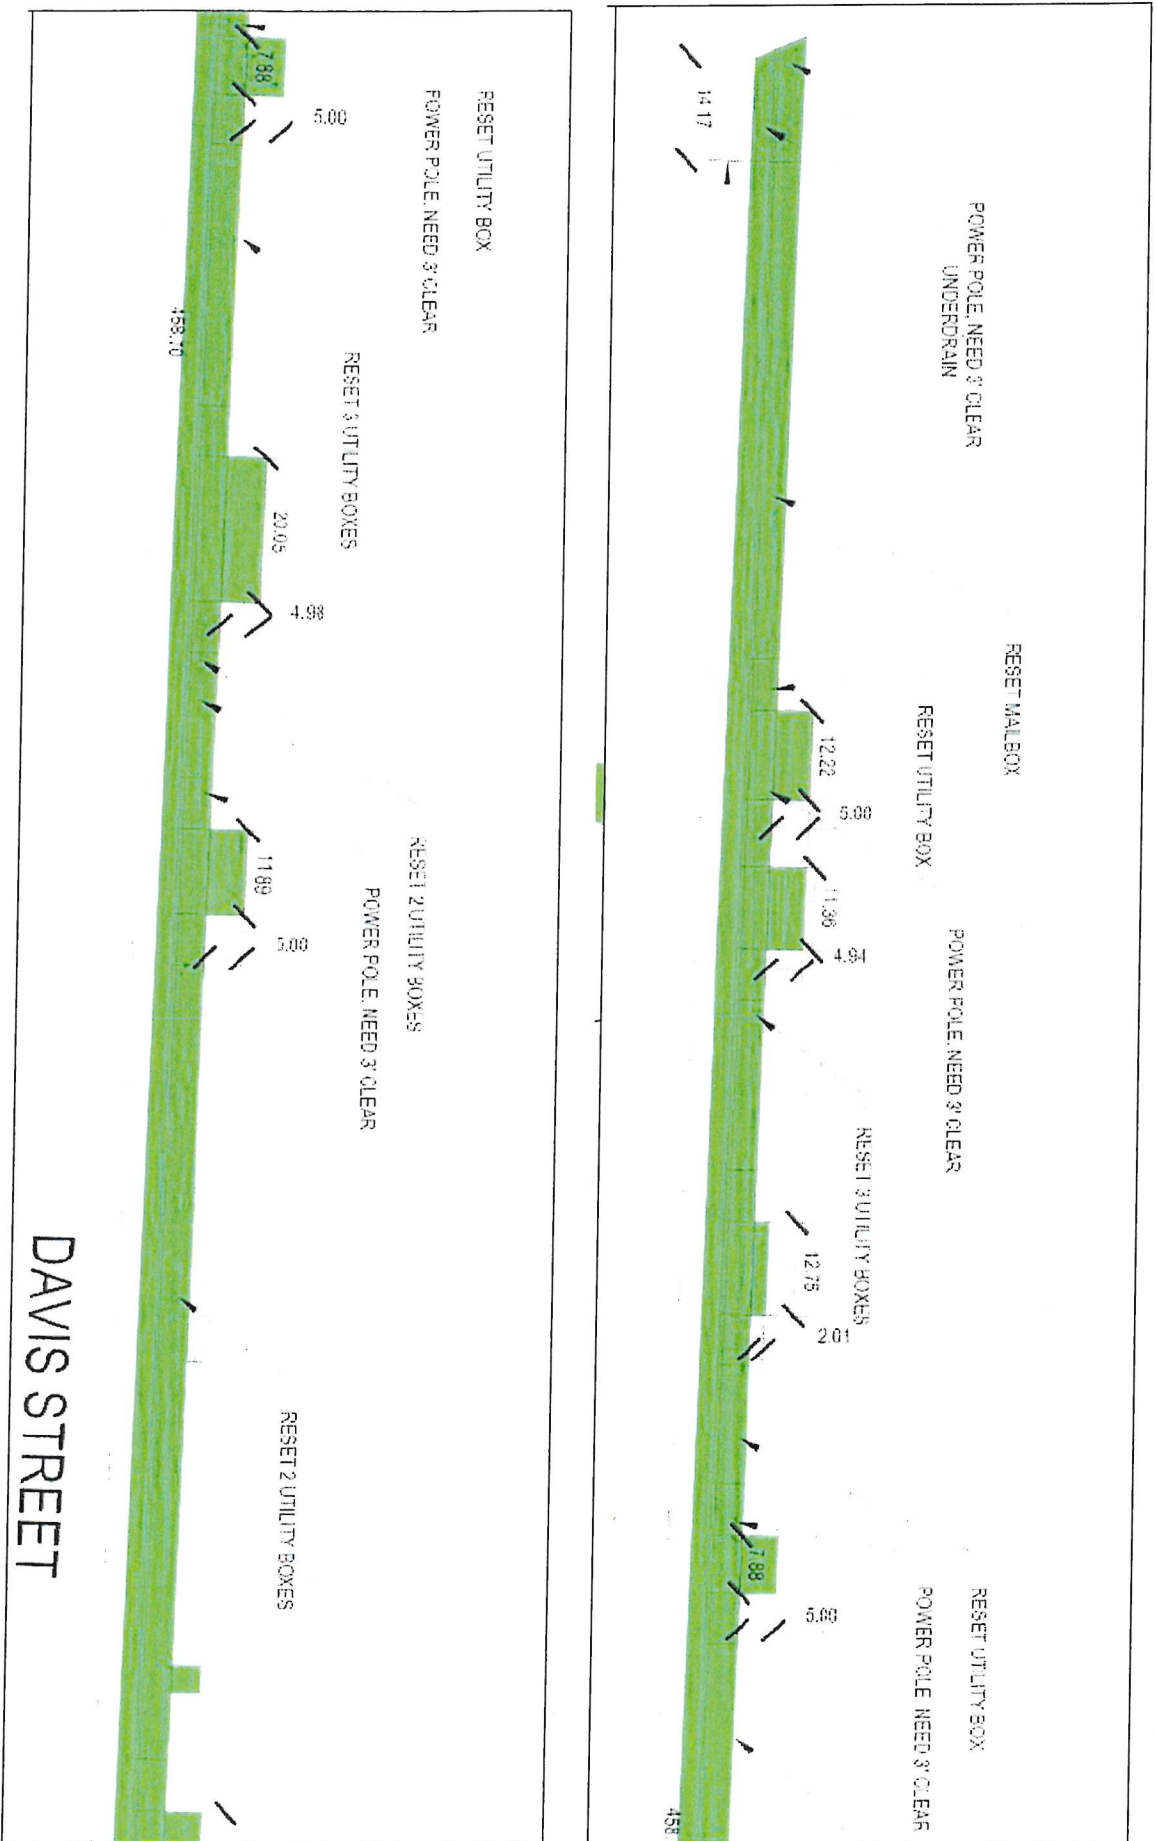 14.17
POWER POLE, NEED 3' CLEAR
UNDERDRAIN
RESET MAILBOX
RESET UTILITY BOX
12.22
5.00
11.36
4.94
POWER POLE, NEED 3' CLEAR
RESET 3 UTILITY BOXES
12.75
2.01
7.88
5.00
RESET UTILITY BOX
POWER POLE, NEED 3' CLEAR
458.
7.88
5.00
RESET UTILITY BOX
POWER POLE, NEED 3' CLEAR
458.70
RESET 3 UTILITY BOXES
20.05
4.98
11.89
5.00
RESET 2 UTILITY BOXES
POWER POLE, NEED 3' CLEAR
RESET 2 UTILITY BOXES
DAVIS STREET